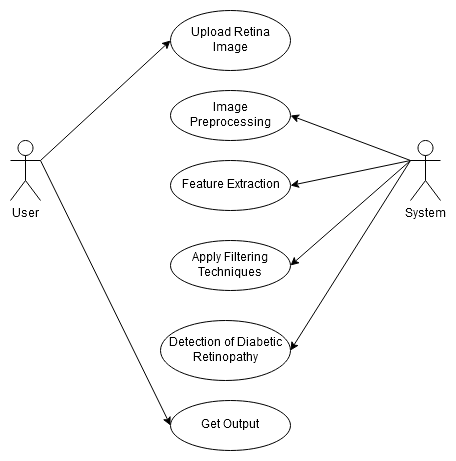 Upload Retina
Image
Image
Preprocessing
Feature Extraction
User
System
Apply Filtering
Techniques
Detection of Diabetic
Retinopathy
Get Output